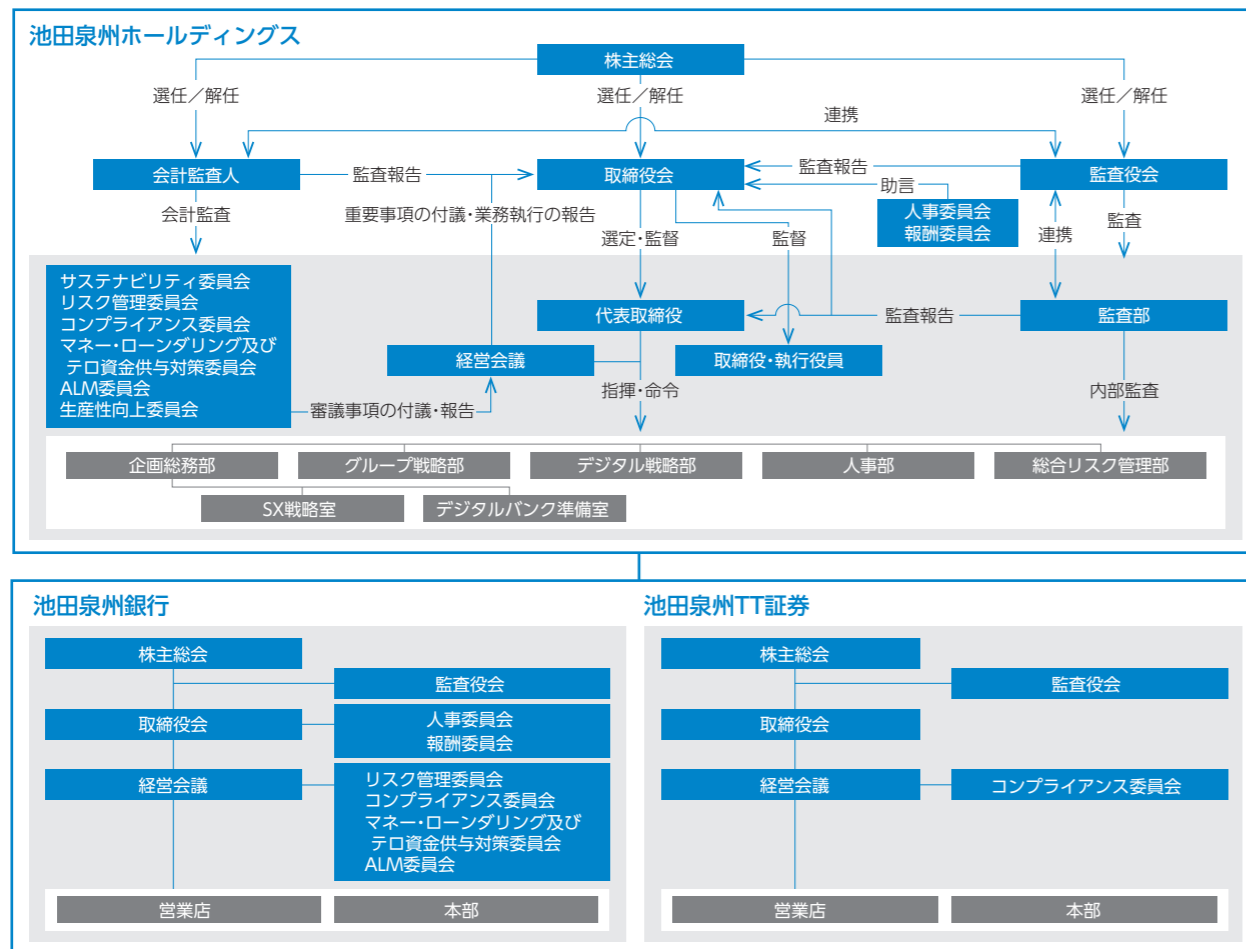 池田泉州ホールディングス
株主総会
選任／解任
選任／解任
選任／解任
連携
会計監査人
監査報告
取締役会
監査報告
監査役会
助言
人事委員会
報酬委員会
会計監査
重要事項の付議・業務執行の報告
選定・監督
監督
連携
監査
サステナビリティ委員会
リスク管理委員会
コンプライアンス委員会
マネー・ローンダリング及び
テロ資金供与対策委員会
ALM委員会
生産性向上委員会
代表取締役
監査報告
監査部
経営会議
取締役・執行役員
審議事項の付議・報告
指揮・命令
内部監査
企画総務部
グループ戦略部
デジタル戦略部
人事部
総合リスク管理部
SX戦略室
デジタルバンク準備室
池田泉州銀行
株主総会
監査役会
取締役会
人事委員会
報酬委員会
経営会議
リスク管理委員会
コンプライアンス委員会
マネー・ローンダリング及び
テロ資金供与対策委員会
ALM委員会
営業店
本部
池田泉州TT証券
株主総会
監査役会
取締役会
経営会議
コンプライアンス委員会
営業店
本部